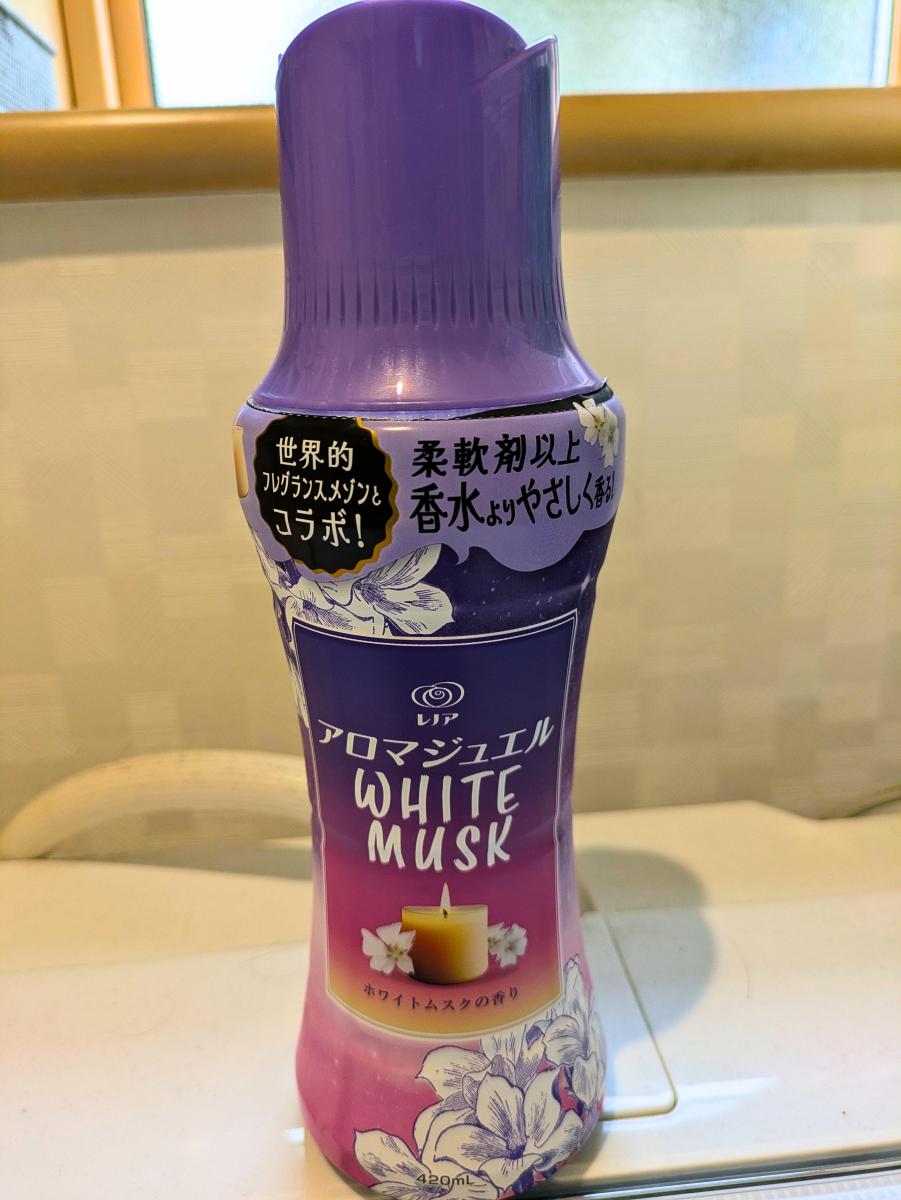 世界的
フレグランスメゾンと
コラボ!
柔軟剤以上
香水よりやさしく香る!
レノア
アロマジュエル
WHITE
MUSK
ホワイトムスクの香り
420mL